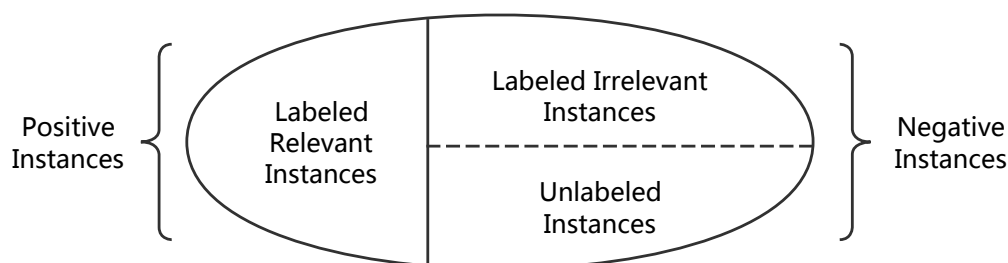 Positive
Instances
Labeled
Relevant
Instances
Labeled Irrelevant
Instances
Unlabeled
Instances
Negative
Instances